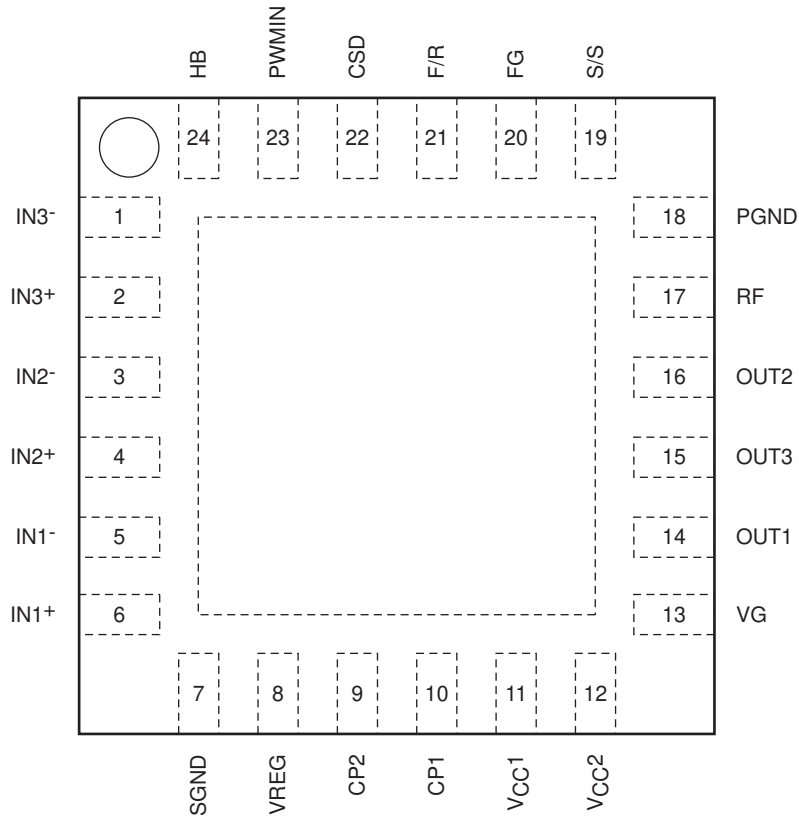 HB PWMIN CSD F/R FG S/S
24 23 22 21 20 19
IN3- 1 18 PGND
IN3+ 2 17 RF
IN2- 3 16 OUT2
IN2+ 4 15 OUT3
IN1- 5 14 OUT1
IN1+ 6 13 VG
7 8 9 10 11 12
SGND VREG CP2 CP1 VCC1 VCC2